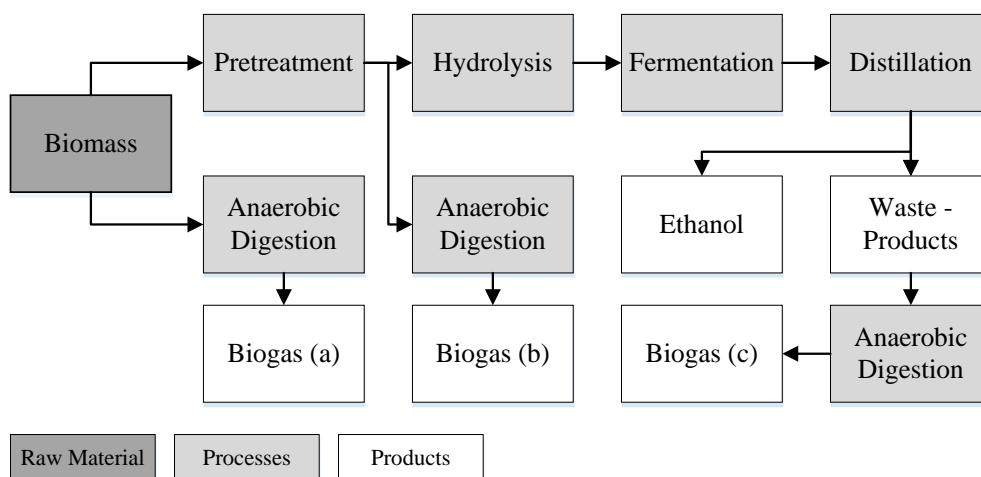 Pretreatment
Hydrolysis
Fermentation
Distillation
Biomass
Anaerobic
Digestion
Anaerobic
Digestion
Ethanol
Waste -
Products
Biogas (a)
Biogas (b)
Biogas (c)
Anaerobic
Digestion
Raw Material
Processes
Products